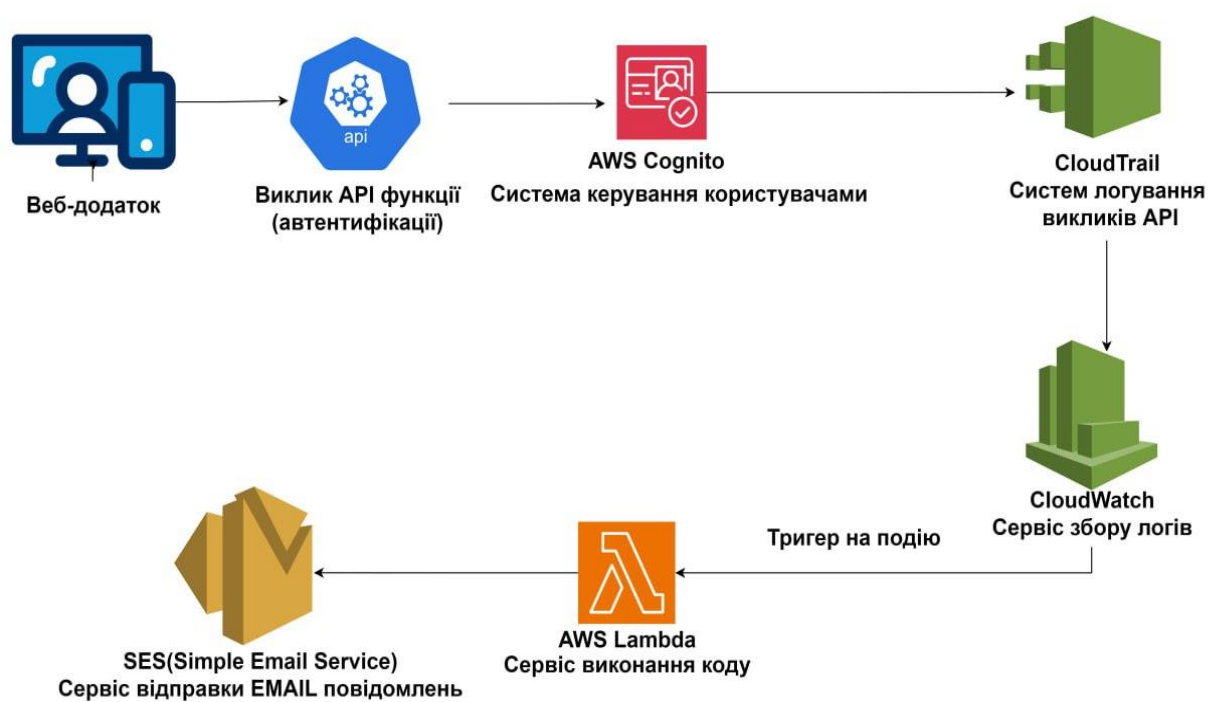 Веб-додаток
api
Виклик API функції
(автентифікації)
AWS Cognito
Система керування користувачами
CloudTrail
Систем логування
викликів API
CloudWatch
Сервіс збору логів
Тригер на подію
AWS Lambda
Сервіс виконання коду
SES(Simple Email Service)
Сервіс відправки EMAIL повідомлень